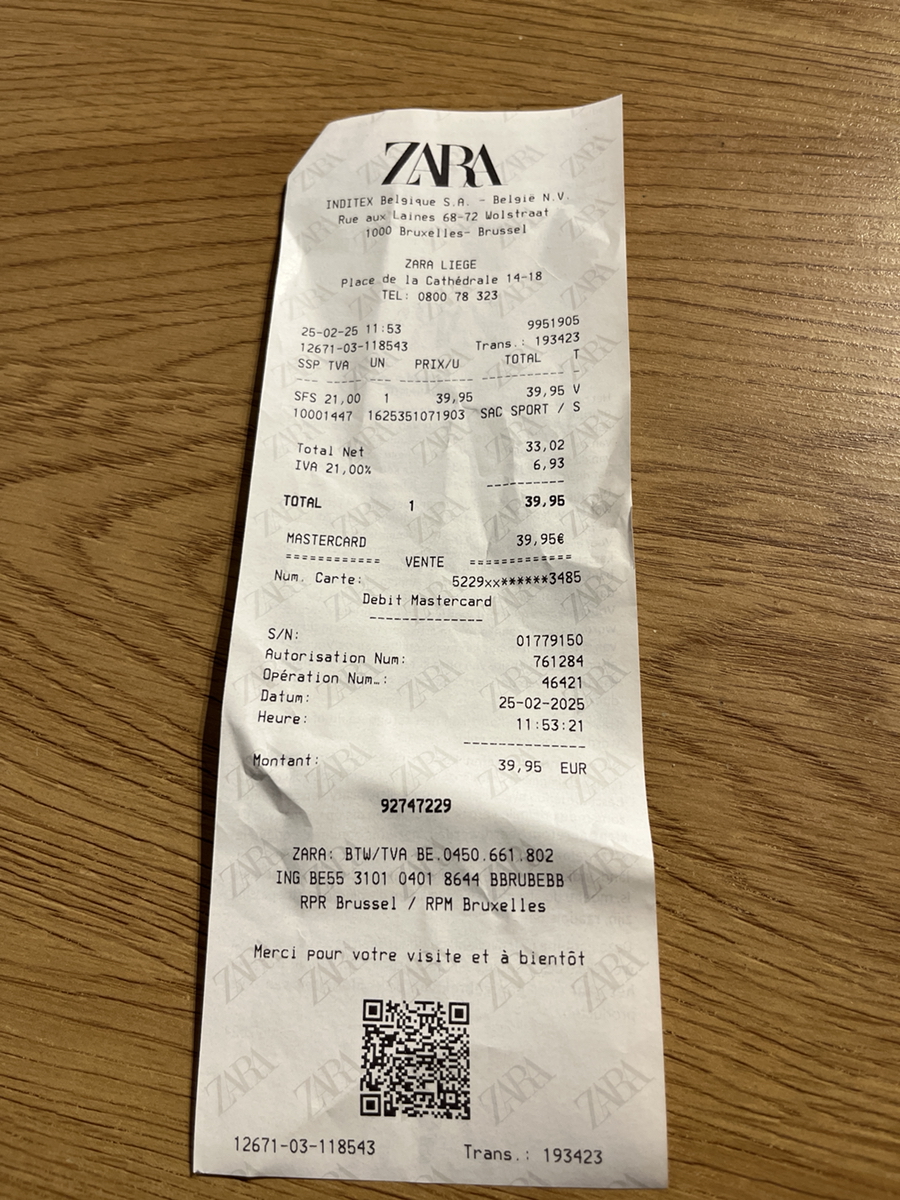 ZARA
INDITEX Belgique S.A. - België N.V.
Rue aux Laines 68-72 Wolstraat
1000 Bruxelles- Brussel
ZARA LIEGE
Place de la Cathédrale 14-18
TEL: 0800 78 323
25-02-25 11:53 9951905
12671-03-118543 Trans.: 193423
SSP TVA UN PRIX/U TOTAL T
--- ----- --- --------- ---------- -
SFS 21,00 1 39,95 39,95 V
10001447 1625351071903 SAC SPORT / S
Total Net 33,02
IVA 21,00% 6,93
----------
TOTAL 1 39,95
MASTERCARD 39,95€
============ VENTE =============
Num. Carte: 5229xx******3485
Debit Mastercard
--------------
S/N: 01779150
Autorisation Num: 761284
Opération Num…: 46421
Datum: 25-02-2025
Heure: 11:53:21
--------------
Montant: 39,95 EUR
92747229
ZARA: BTW/TVA BE.0450.661.802
ING BE55 3101 0401 8644 BBRUBEBB
RPR Brussel / RPM Bruxelles
Merci pour votre visite et à bientôt
12671-03-118543 Trans.: 193423